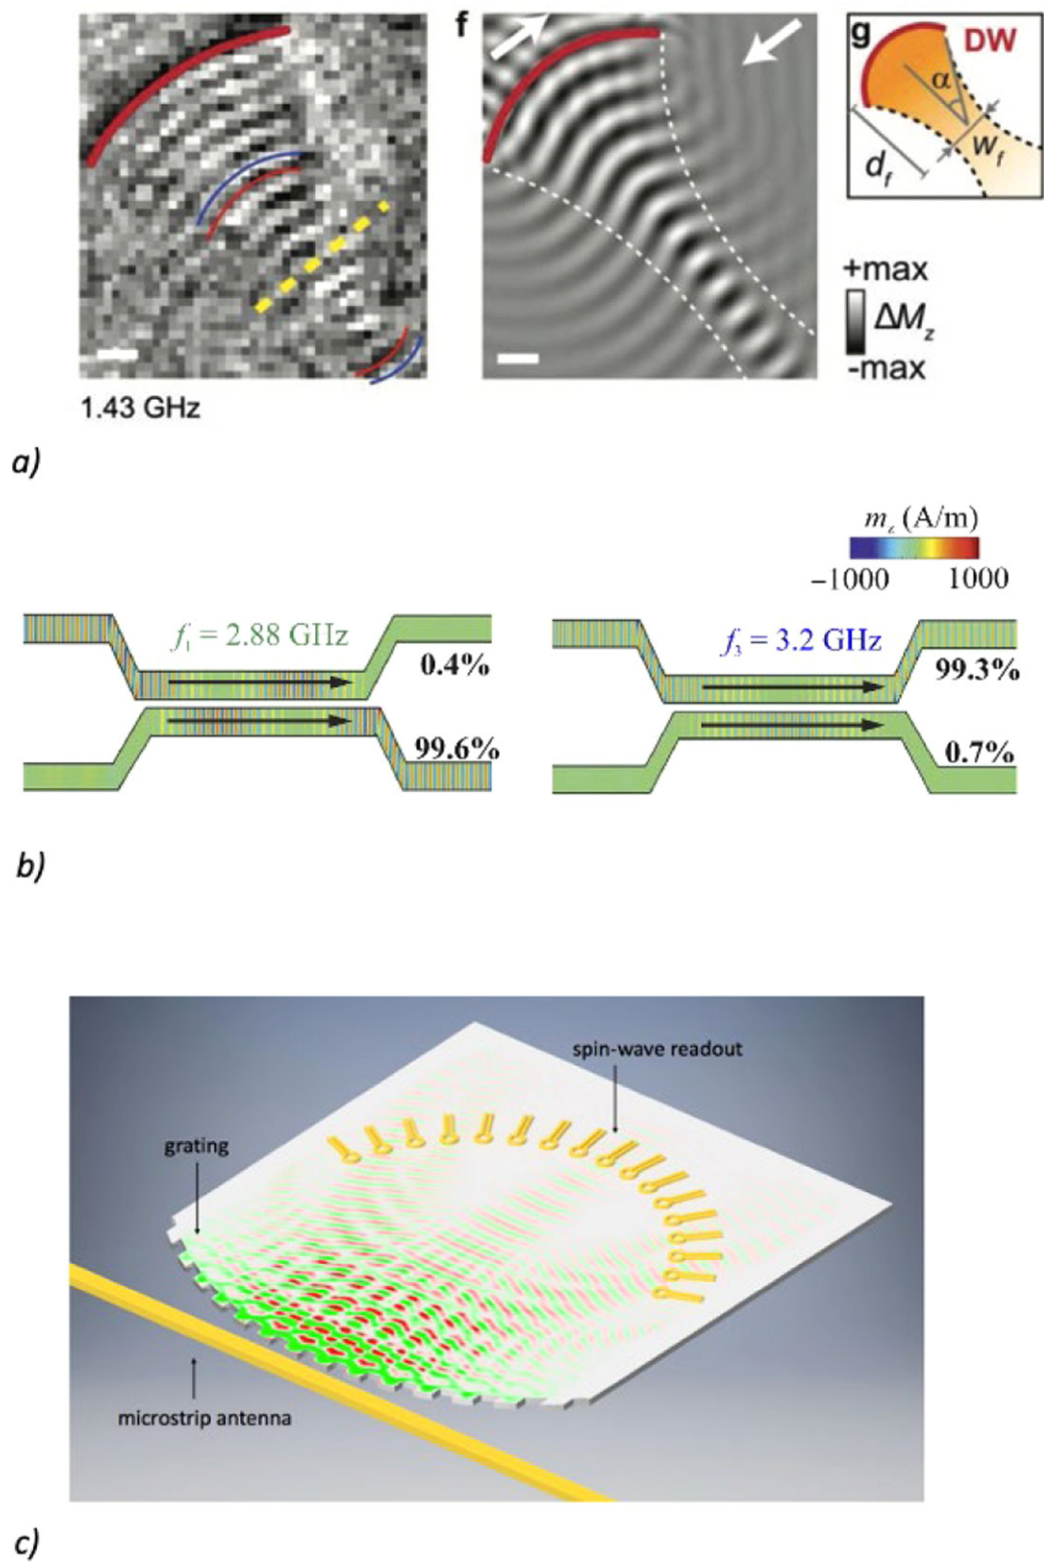 f
g
DW
α
w_f
d_f
+max
ΔM_z
-max
1.43 GHz
a)
m_z (A/m)
−1000 1000
f_1 = 2.88 GHz
0.4%
99.6%
f_3 = 3.2 GHz
99.3%
0.7%
b)
spin-wave readout
grating
microstrip antenna
c)